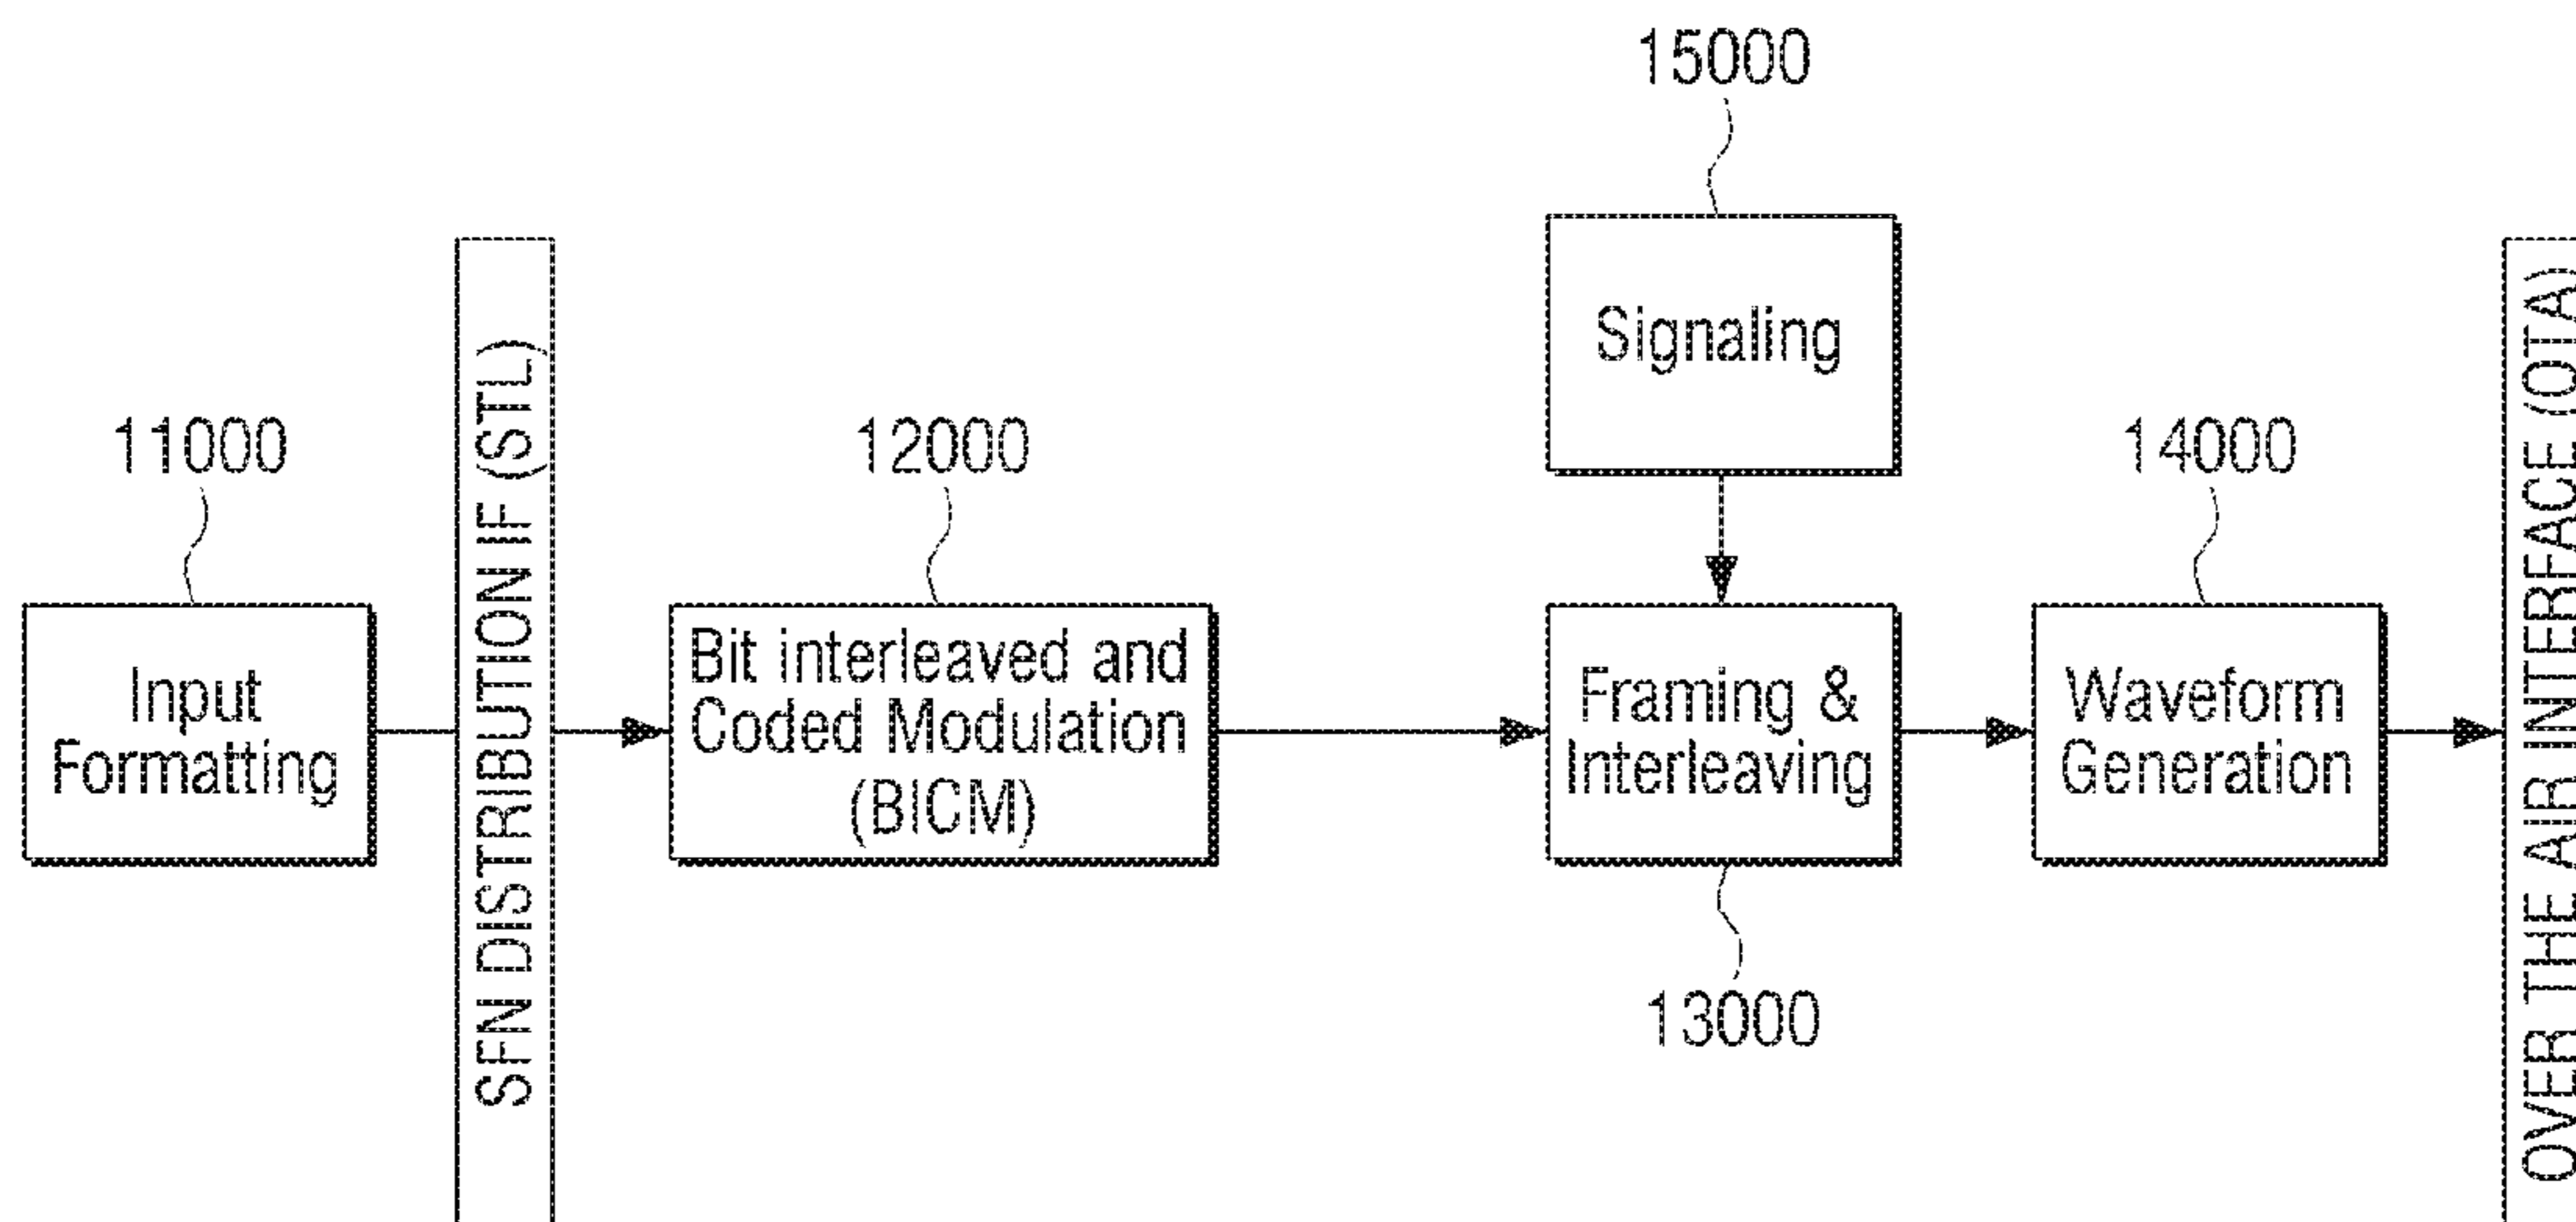 15000
Signaling
11000
SFN DISTRIBUTION IF (STL)
12000
14000
OVER THE AIR INTERFACE (OTA)
Input
Formatting
Bit interleaved and
Coded Modulation
(BICM)
Framing &
Interleaving
Waveform
Generation
13000